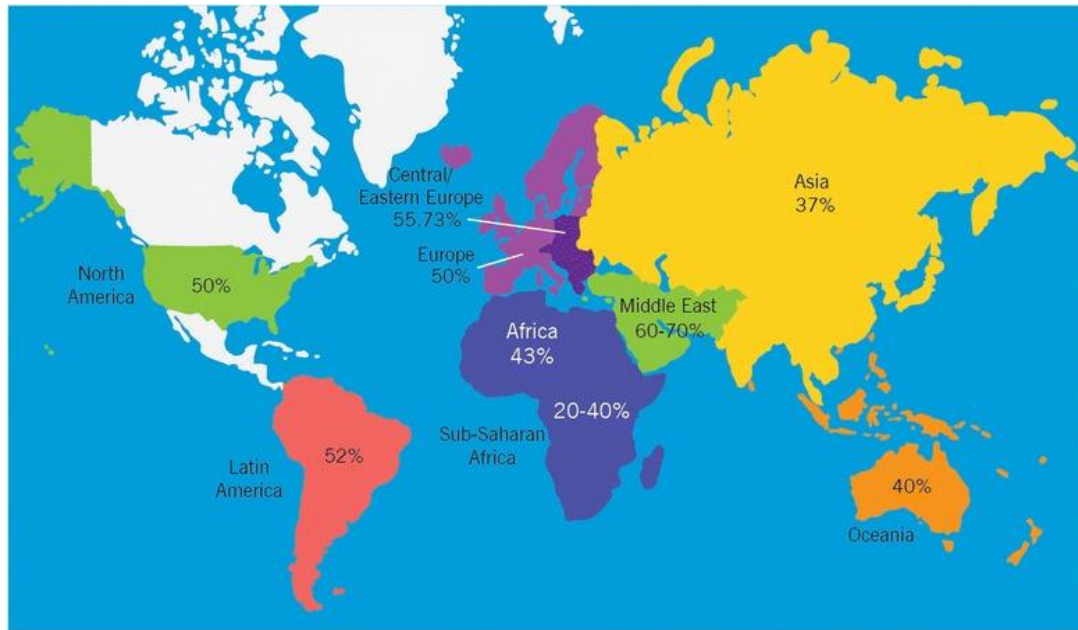 Central/
Eastern Europe
55.73%
Europe
50%
Asia
37%
North
America
50%
Middle East
60-70%
Africa
43%
20-40%
Sub-Saharan
Africa
Latin
America
52%
40%
Oceania